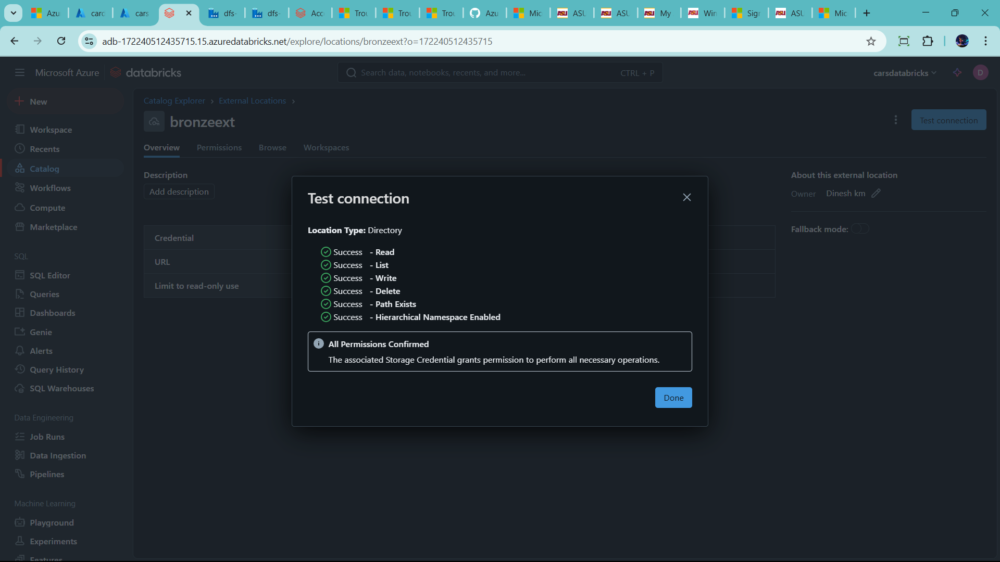 Azu
card
cars
dfs-
dfs-
Acc
Trou
Trou
Trou
Azu
Mic
ASU
ASU
My
Win
Sign
ASU
Mic
adb-172240512435715.15.azuredatabricks.net/explore/locations/bronzeext?o=172240512435715
Microsoft Azure
databricks
Search data, notebooks, recents, and more...
CTRL + P
carsdatabricks
D
New
Workspace
Recents
Catalog
Workflows
Compute
Marketplace
SQL
SQL Editor
Queries
Dashboards
Genie
Alerts
Query History
SQL Warehouses
Data Engineering
Job Runs
Data Ingestion
Pipelines
Machine Learning
Playground
Experiments
Features
Catalog Explorer › External Locations ›
bronzeext
Test connection
Overview
Permissions
Browse
Workspaces
Description
Add description
Credential
URL
Limit to read-only use
About this external location
Owner Dinesh km
Fallback mode:
Test connection
Location Type: Directory
Success - Read
Success - List
Success - Write
Success - Delete
Success - Path Exists
Success - Hierarchical Namespace Enabled
All Permissions Confirmed
The associated Storage Credential grants permission to perform all necessary operations.
Done